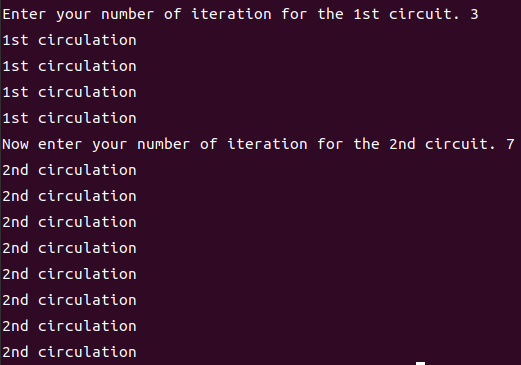 Enter your number of iteration for the 1st circuit. 3
1st circulation
1st circulation
1st circulation
1st circulation
Now enter your number of iteration for the 2nd circuit. 7
2nd circulation
2nd circulation
2nd circulation
2nd circulation
2nd circulation
2nd circulation
2nd circulation
2nd circulation